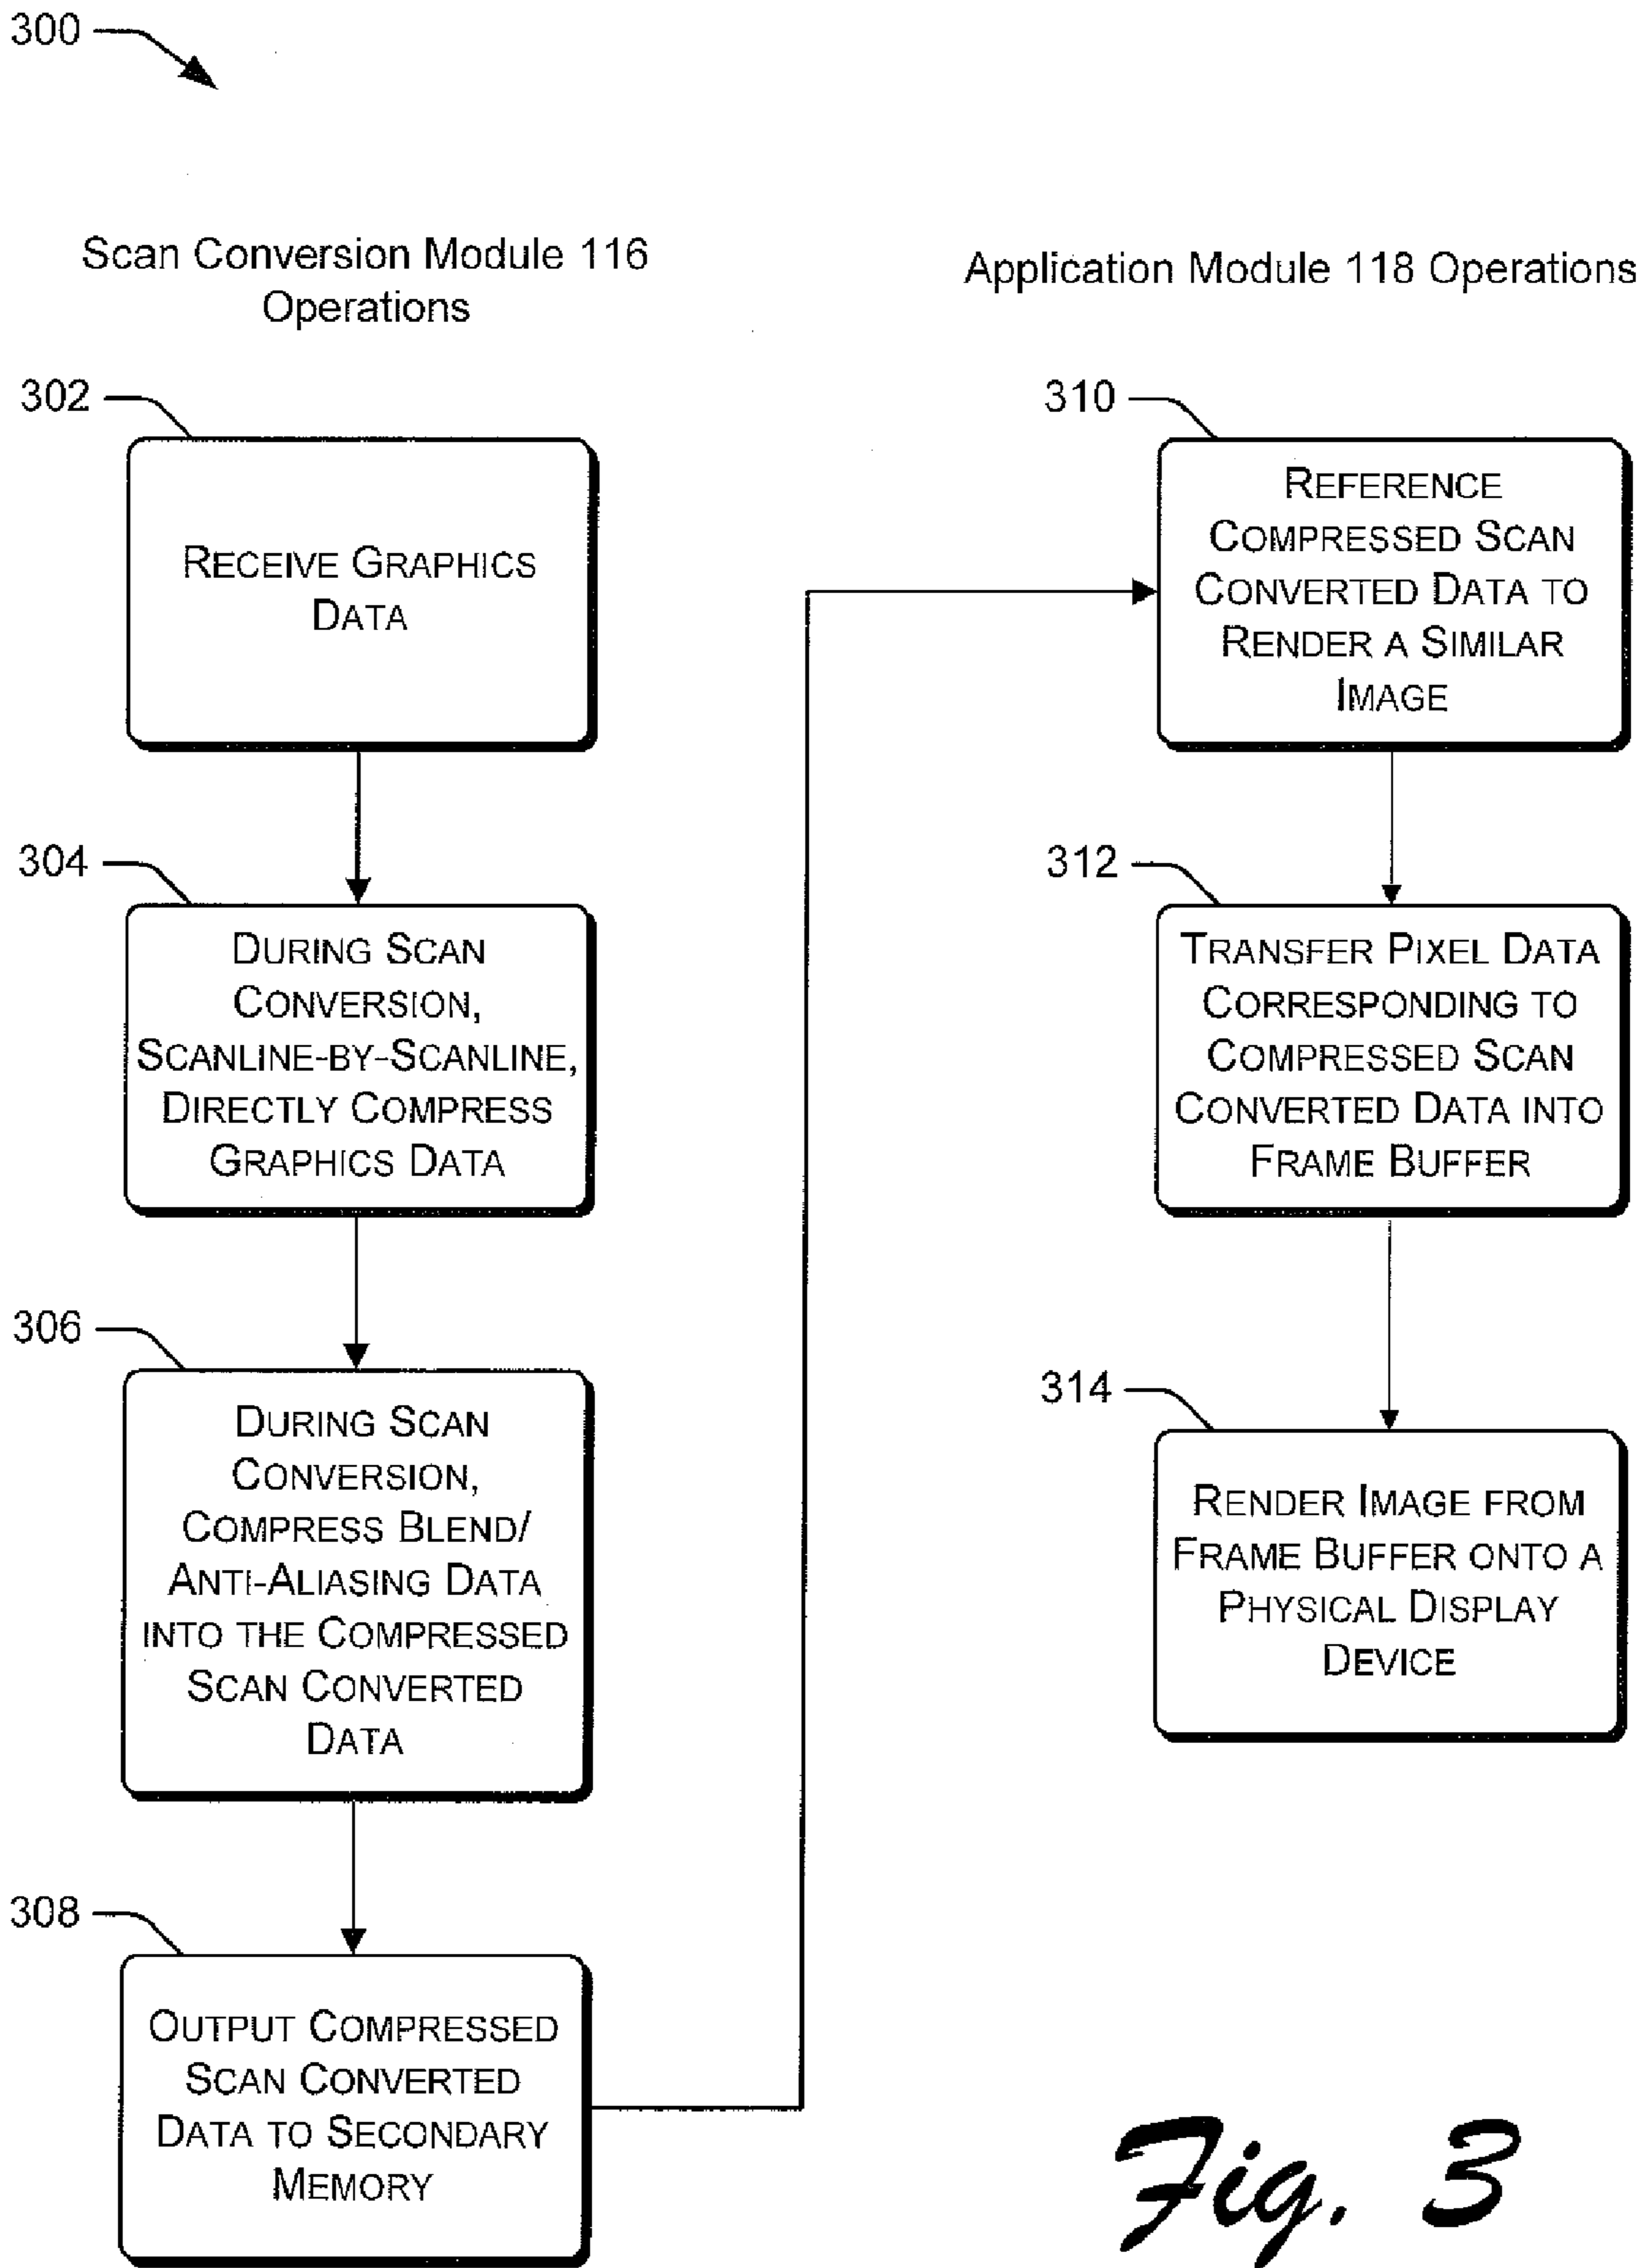 300
Scan Conversion Module 116
Operations
302
RECEIVE GRAPHICS
DATA
304
DURING SCAN
CONVERSION,
SCANLINE-BY-SCANLINE,
DIRECTLY COMPRESS
GRAPHICS DATA
306
DURING SCAN
CONVERSION,
COMPRESS BLEND/
ANTI-ALIASING DATA
INTO THE COMPRESSED
SCAN CONVERTED
DATA
308
OUTPUT COMPRESSED
SCAN CONVERTED
DATA TO SECONDARY
MEMORY
Application Module 118 Operations
310
REFERENCE
COMPRESSED SCAN
CONVERTED DATA TO
RENDER A SIMILAR
IMAGE
312
TRANSFER PIXEL DATA
CORRESPONDING TO
COMPRESSED SCAN
CONVERTED DATA INTO
FRAME BUFFER
314
RENDER IMAGE FROM
FRAME BUFFER ONTO A
PHYSICAL DISPLAY
DEVICE
Fig. 3